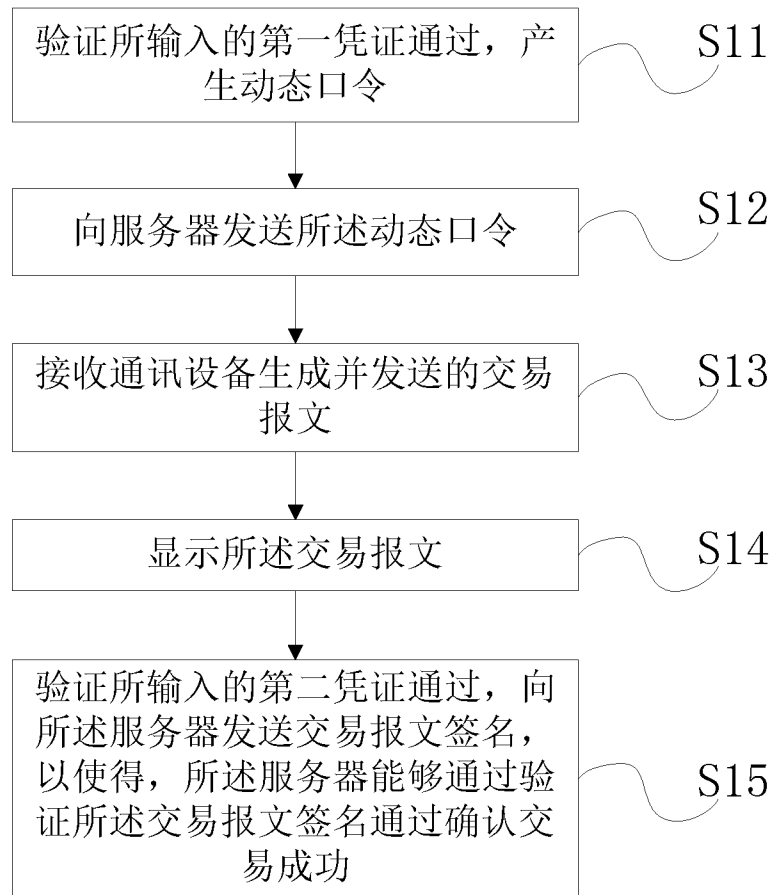 验证所输入的第一凭证通过，产
生动态口令
S11
向服务器发送所述动态口令
S12
接收通讯设备生成并发送的交易
报文
S13
显示所述交易报文
S14
验证所输入的第二凭证通过，向
所述服务器发送交易报文签名，
以使得，所述服务器能够通过验
证所述交易报文签名通过确认交
易成功
S15